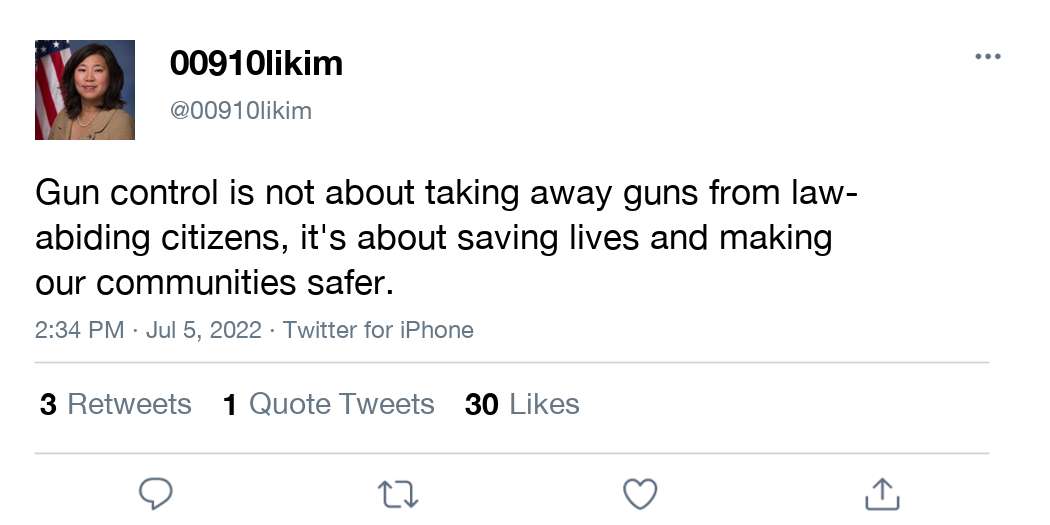 00910likim
@00910likim
Gun control is not about taking away guns from law-
abiding citizens, it's about saving lives and making
our communities safer.
2:34 PM · Jul 5, 2022 · Twitter for iPhone
3 Retweets 1 Quote Tweets 30 Likes